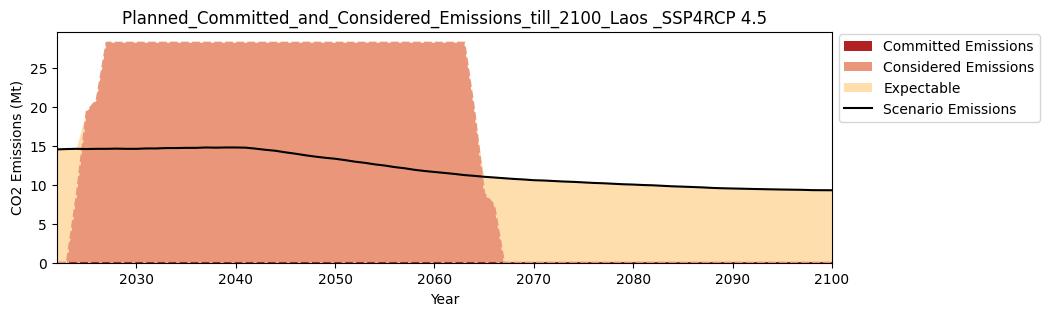 Planned_Committed_and_Considered_Emissions_till_2100_Laos _SSP4RCP 4.5
Committed Emissions
Considered Emissions
Expectable
Scenario Emissions
CO2 Emissions (Mt)
25
20
15
10
5
0
2030 2040 2050 2060 2070 2080 2090 2100
Year